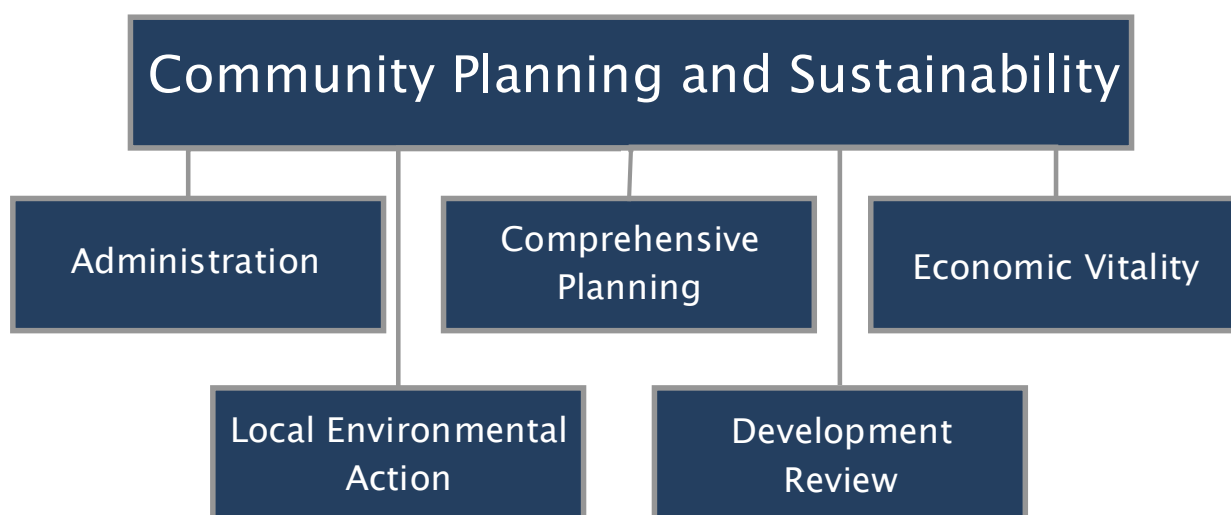 Community Planning and Sustainability
Administration
Comprehensive
Planning
Economic Vitality
Local Environmental
Action
Development
Review